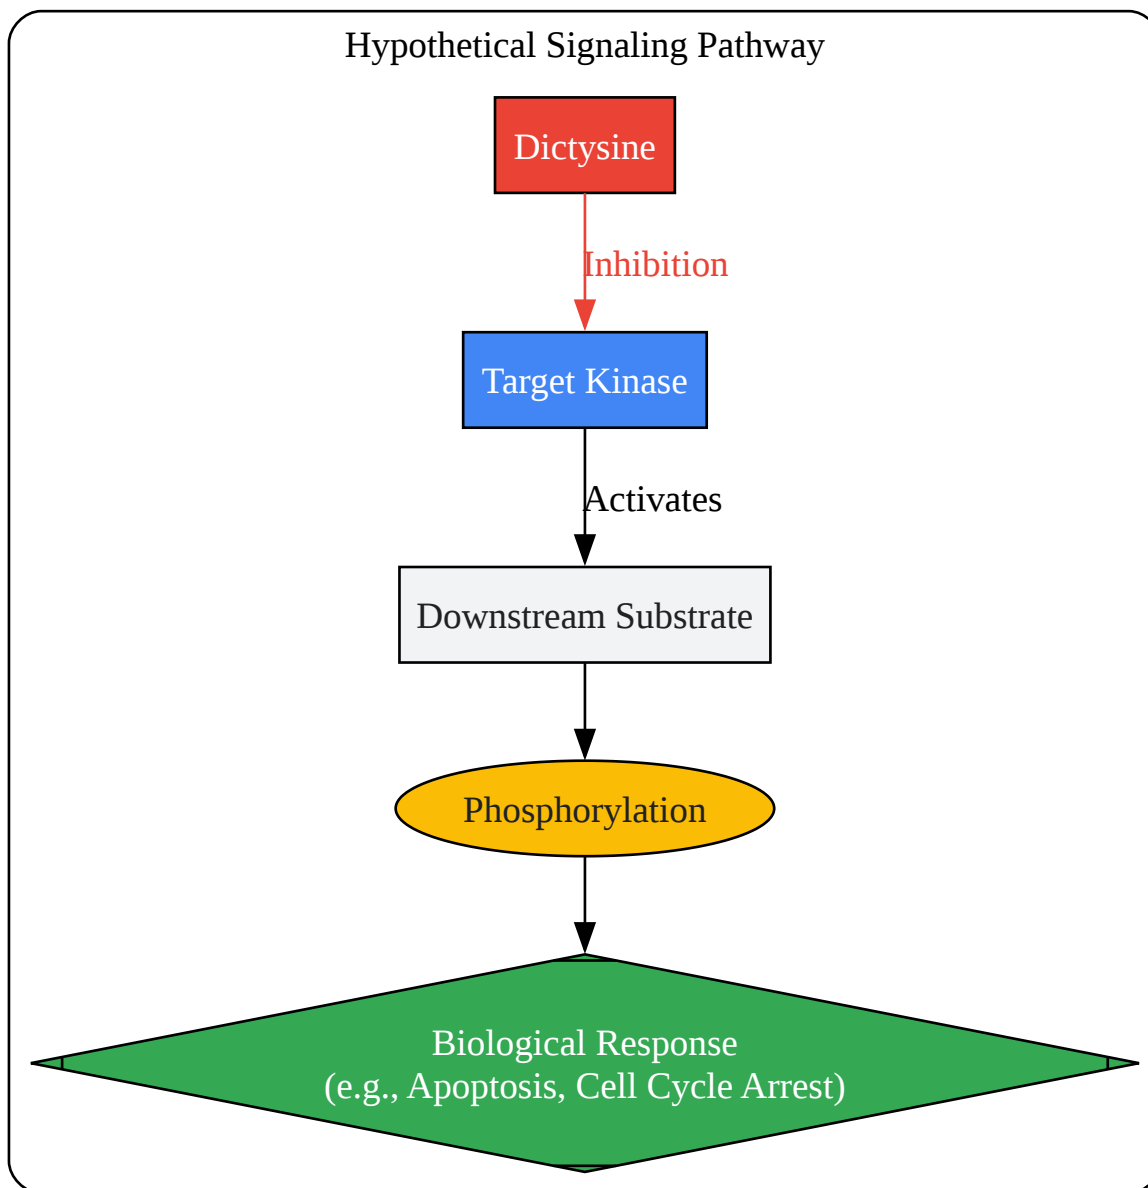 Hypothetical Signaling Pathway
Dictysine
Inhibition
Target Kinase
Activates
Downstream Substrate
Phosphorylation
Biological Response
(e.g., Apoptosis, Cell Cycle Arrest)